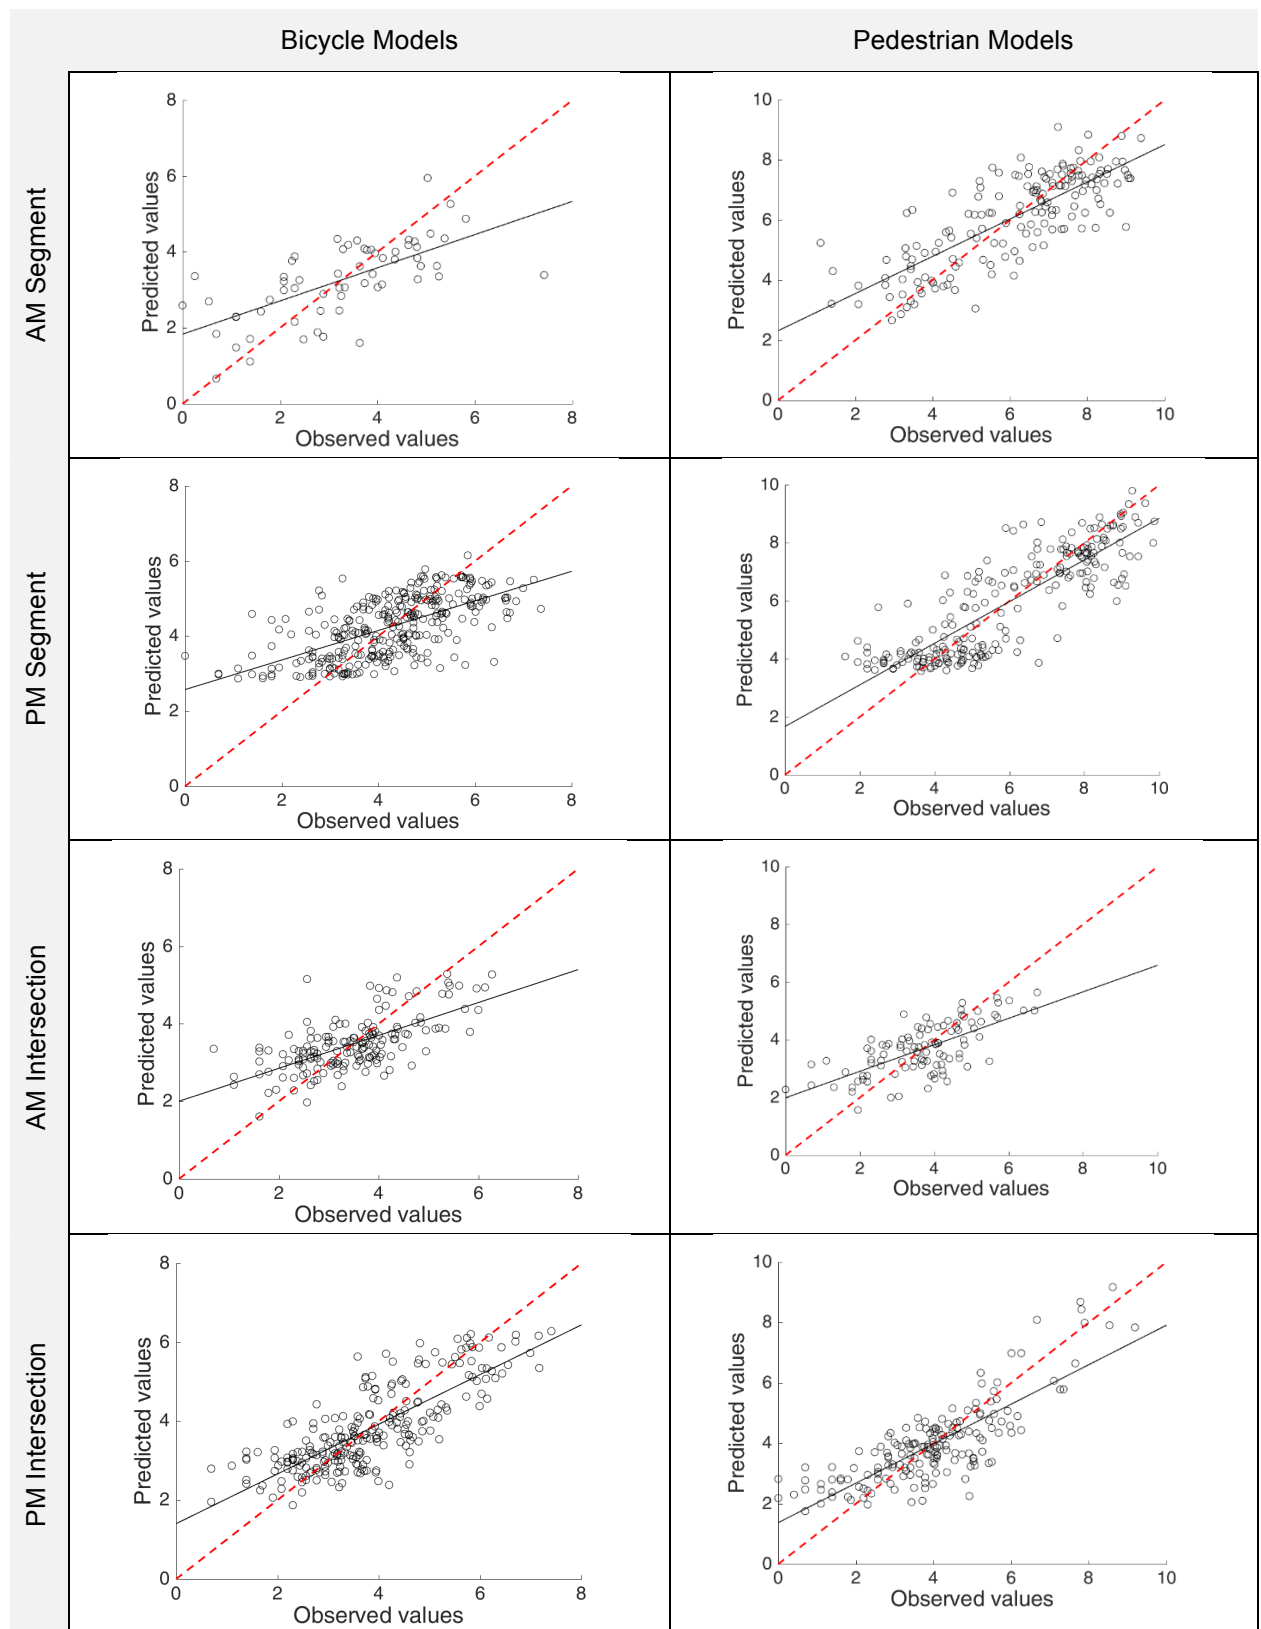 Bicycle Models Pedestrian Models
AM Segment
8
6
4
2
0
0 2 4 6 8
Predicted values
Observed values
10
8
6
4
2
0
0 2 4 6 8 10
Predicted values
Observed values
PM Segment
8
6
4
2
0
0 2 4 6 8
Predicted values
Observed values
10
8
6
4
2
0
0 2 4 6 8 10
Predicted values
Observed values
AM Intersection
8
6
4
2
0
0 2 4 6 8
Predicted values
Observed values
10
8
6
4
2
0
0 2 4 6 8 10
Predicted values
Observed values
PM Intersection
8
6
4
2
0
0 2 4 6 8
Predicted values
Observed values
10
8
6
4
2
0
0 2 4 6 8 10
Predicted values
Observed values